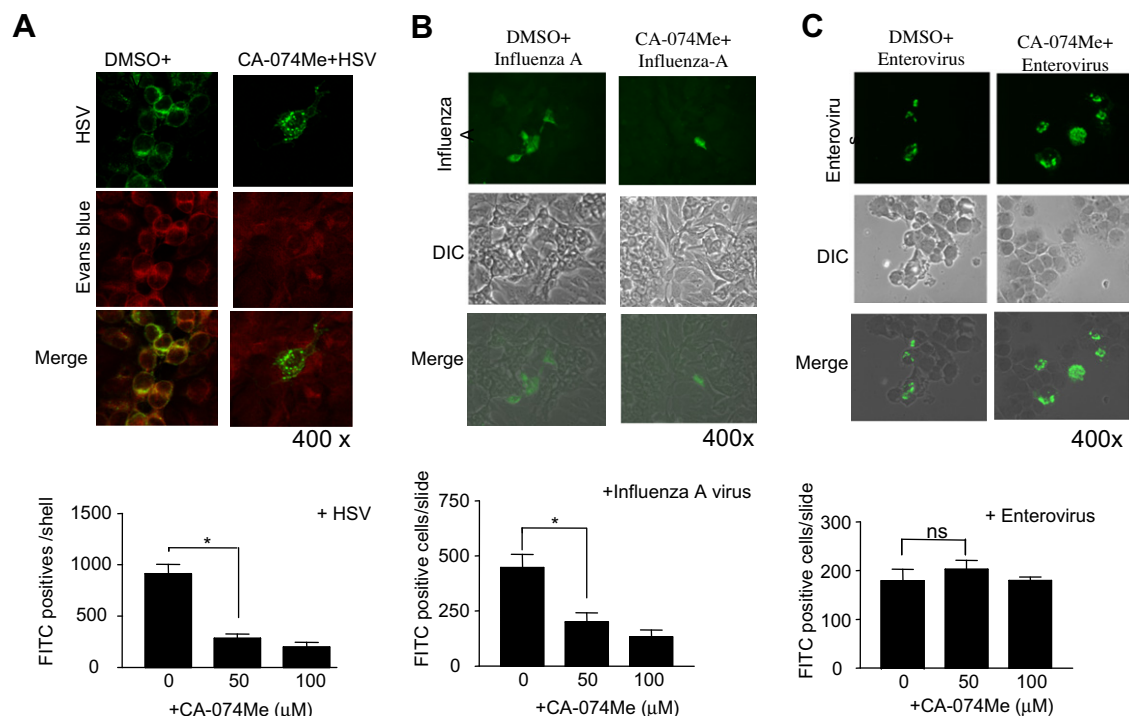 A
DMSO+
CA-074Me+HSV
HSV
Evans blue
Merge
400 x
FITC positives /shell
1500
1000
500
0
+ HSV
*
0
50
100
+CA-074Me (μM)
B
DMSO+
Influenza A
CA-074Me+
Influenza-A
Influenza
A
DIC
Merge
400x
FITC positive cells/slide
750
500
250
0
+Influenza A virus
*
0
50
100
+CA-074Me (μM)
C
DMSO+
Enterovirus
CA-074Me+
Enterovirus
Enteroviru
s
DIC
Merge
400x
FITC positive cells/slide
300
200
100
0
+ Enterovirus
ns
0
50
100
+CA-074Me (μM)